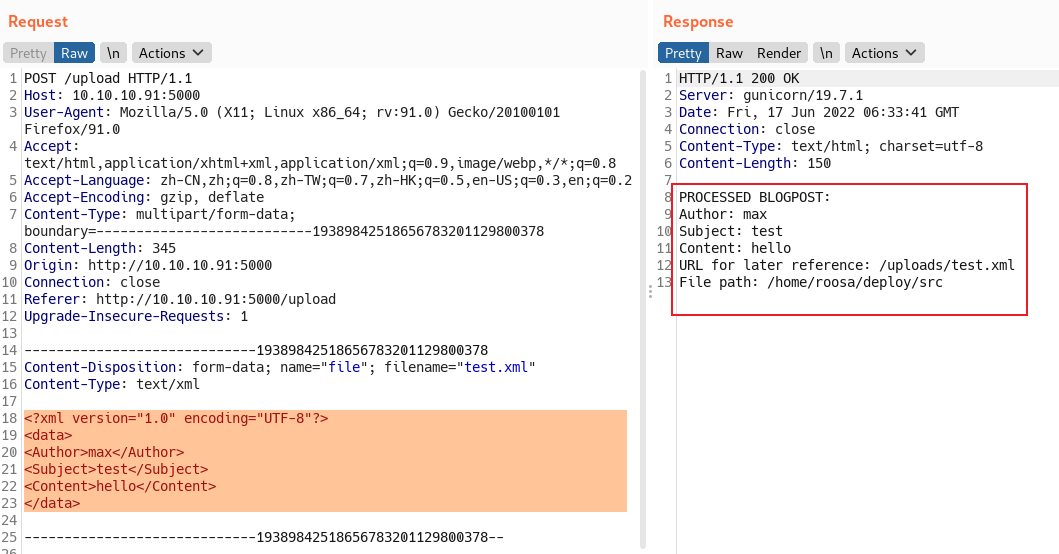 Request
Response
Pretty Raw \n Actions
Pretty Raw Render \n Actions
1 POST /upload HTTP/1.1
2 Host: 10.10.10.91:5000
3 User-Agent: Mozilla/5.0 (X11; Linux x86_64; rv:91.0) Gecko/20100101
Firefox/91.0
4 Accept:
text/html,application/xhtml+xml,application/xml;q=0.9,image/webp,*/*;q=0.8
5 Accept-Language: zh-CN,zh;q=0.8,zh-TW;q=0.7,zh-HK;q=0.5,en-US;q=0.3,en;q=0.2
6 Accept-Encoding: gzip, deflate
7 Content-Type: multipart/form-data;
boundary=---------------------------193898425186567832011298​00378
8 Content-Length: 345
9 Origin: http://10.10.10.91:5000
10 Connection: close
11 Referer: http://10.10.10.91:5000/upload
12 Upgrade-Insecure-Requests: 1
13
14 -----------------------------19389842518656783201129800378
15 Content-Disposition: form-data; name="file"; filename="test.xml"
16 Content-Type: text/xml
17
18 <?xml version="1.0" encoding="UTF-8"?>
19 <data>
20 <Author>max</Author>
21 <Subject>test</Subject>
22 <Content>hello</Content>
23 </data>
24
25 -----------------------------19389842518656783201129800378--
26
1 HTTP/1.1 200 OK
2 Server: gunicorn/19.7.1
3 Date: Fri, 17 Jun 2022 06:33:41 GMT
4 Connection: close
5 Content-Type: text/html; charset=utf-8
6 Content-Length: 150
7
8 PROCESSED BLOGPOST:
9 Author: max
10 Subject: test
11 Content: hello
12 URL for later reference: /uploads/test.xml
13 File path: /home/roosa/deploy/src